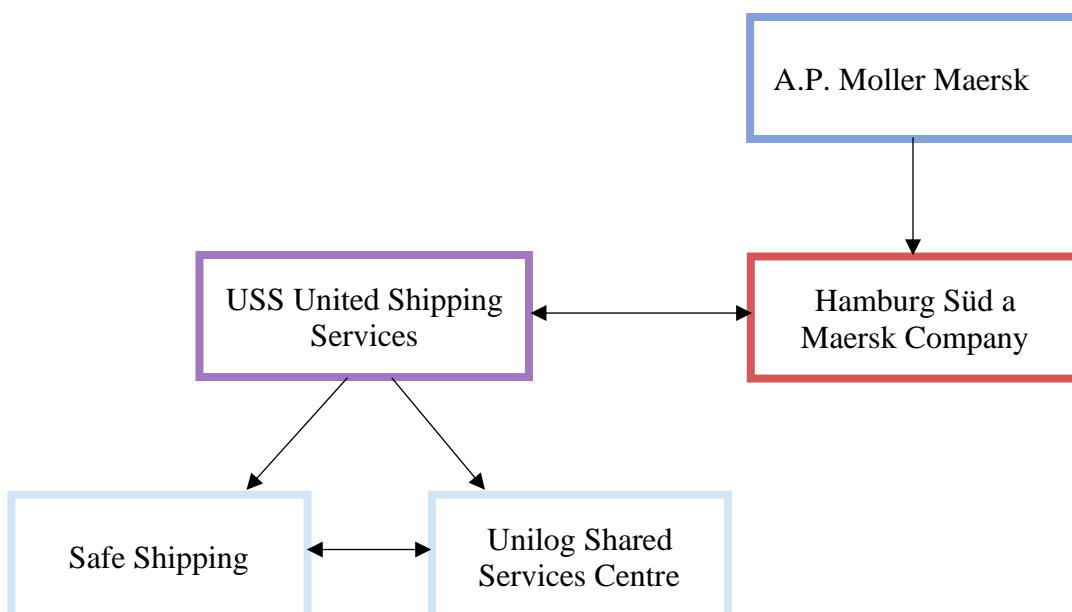 A.P. Moller Maersk
USS United Shipping
Services
Hamburg Süd a
Maersk Company
Safe Shipping
Unilog Shared
Services Centre